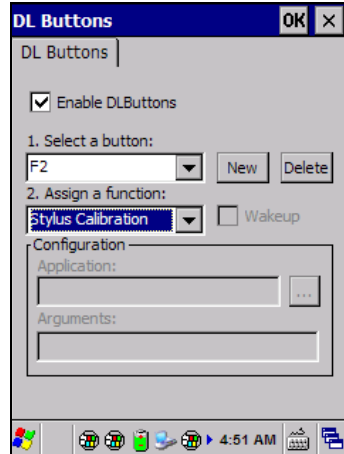 DL Buttons OK
DL Buttons
Enable DLButtons
1. Select a button:
F2 New Delete
2. Assign a function:
Stylus Calibration Wakeup
Configuration
Application:
...
Arguments:
4:51 AM